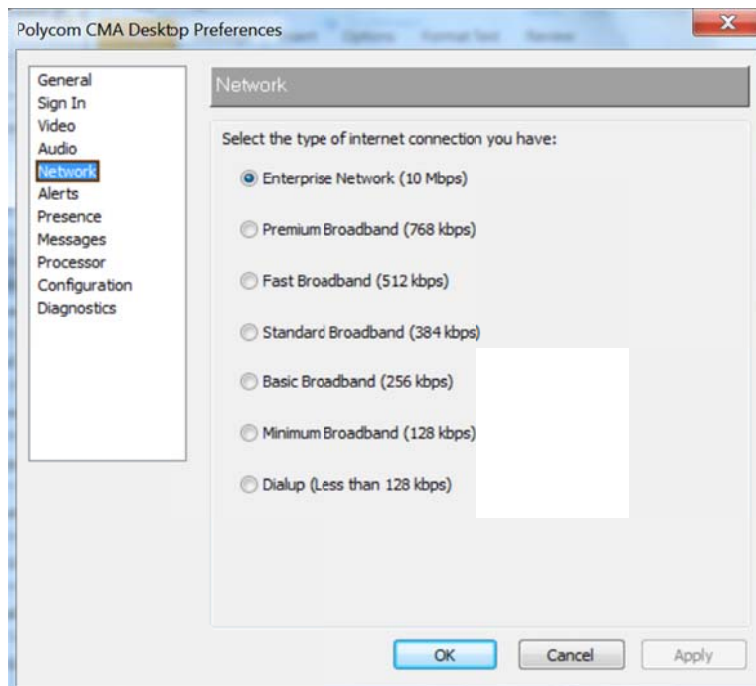 Polycom CMA Desktop Preferences
General
Sign In
Video
Audio
Network
Alerts
Presence
Messages
Processor
Configuration
Diagnostics
Network
Select the type of internet connection you have:
Enterprise Network (10 Mbps)
Premium Broadband (768 kbps)
Fast Broadband (512 kbps)
Standard Broadband (384 kbps)
Basic Broadband (256 kbps)
Minimum Broadband (128 kbps)
Dialup (Less than 128 kbps)
OK
Cancel
Apply